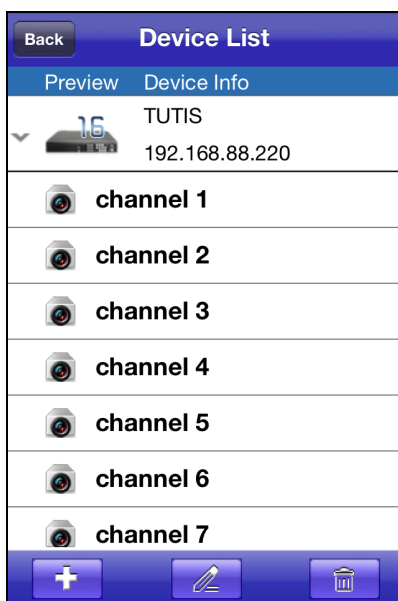 Back
Device List
Preview Device Info
16
TUTIS
192.168.88.220
channel 1
channel 2
channel 3
channel 4
channel 5
channel 6
channel 7